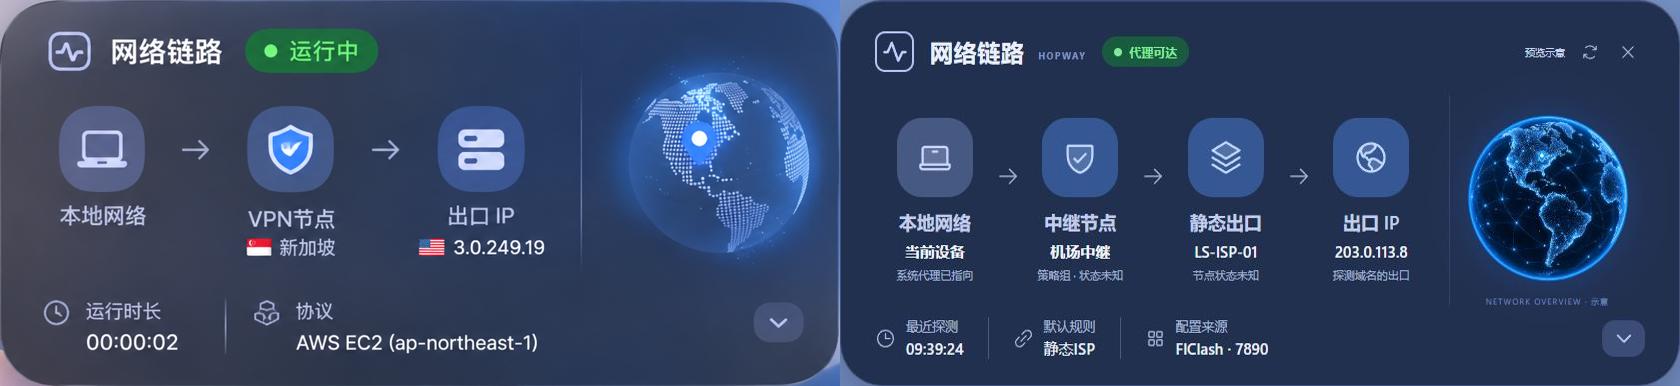 网络链路
运行中
本地网络
VPN节点
新加坡
出口 IP
3.0.249.19
运行时长
00:00:02
协议
AWS EC2 (ap-northeast-1)
网络链路 HOPWAY
代理可达
预览示意
本地网络
当前设备
系统代理已指向
中继节点
机场中继
策略组 · 状态未知
静态出口
LS-ISP-01
节点状态未知
出口 IP
203.0.113.8
探测域名的出口
NETWORK OVERVIEW · 示意
最近探测
09:39:24
默认规则
静态ISP
配置来源
FlClash · 7890